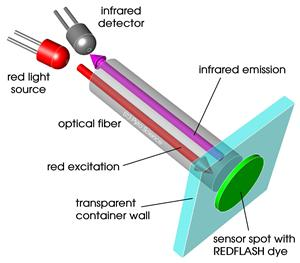 infrared
detector
red light
source
infrared emission
optical fiber
red excitation
transparent
container wall
sensor spot with
REDFLASH dye